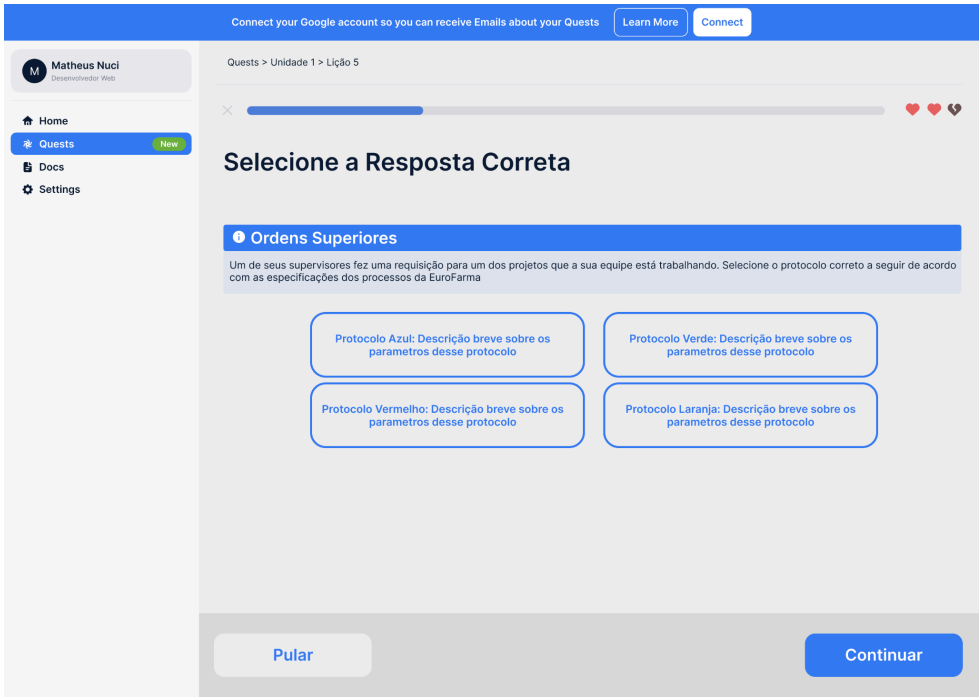 Connect your Google account so you can receive Emails about your Quests
Learn More
Connect
M
Matheus Nuci
Desenvolvedor Web
Home
Quests
New
Docs
Settings
Quests > Unidade 1 > Lição 5
Selecione a Resposta Correta
Ordens Superiores
Um de seus supervisores fez uma requisição para um dos projetos que a sua equipe está trabalhando. Selecione o protocolo correto a seguir de acordo
com as especificações dos processos da EuroFarma
Protocolo Azul: Descrição breve sobre os
parametros desse protocolo
Protocolo Verde: Descrição breve sobre os
parametros desse protocolo
Protocolo Vermelho: Descrição breve sobre os
parametros desse protocolo
Protocolo Laranja: Descrição breve sobre os
parametros desse protocolo
Pular
Continuar